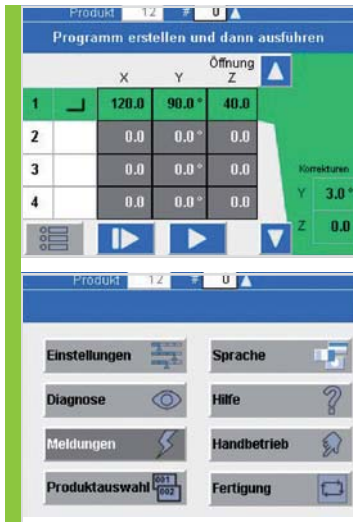 Produkt 12 # 0
Programm erstellen und dann ausführen
X Y Öffnung Z
1 120.0 90.0 ° 40.0
2 0.0 0.0 ° 0.0
3 0.0 0.0 ° 0.0
Korrekturen
4 0.0 0.0 ° 0.0
Y 3.0 °
Z 0.0
Produkt 12 # 0
Einstellungen Sprache
Diagnose Hilfe ?
Meldungen Handbetrieb
Produktauswahl 001 002 Fertigung